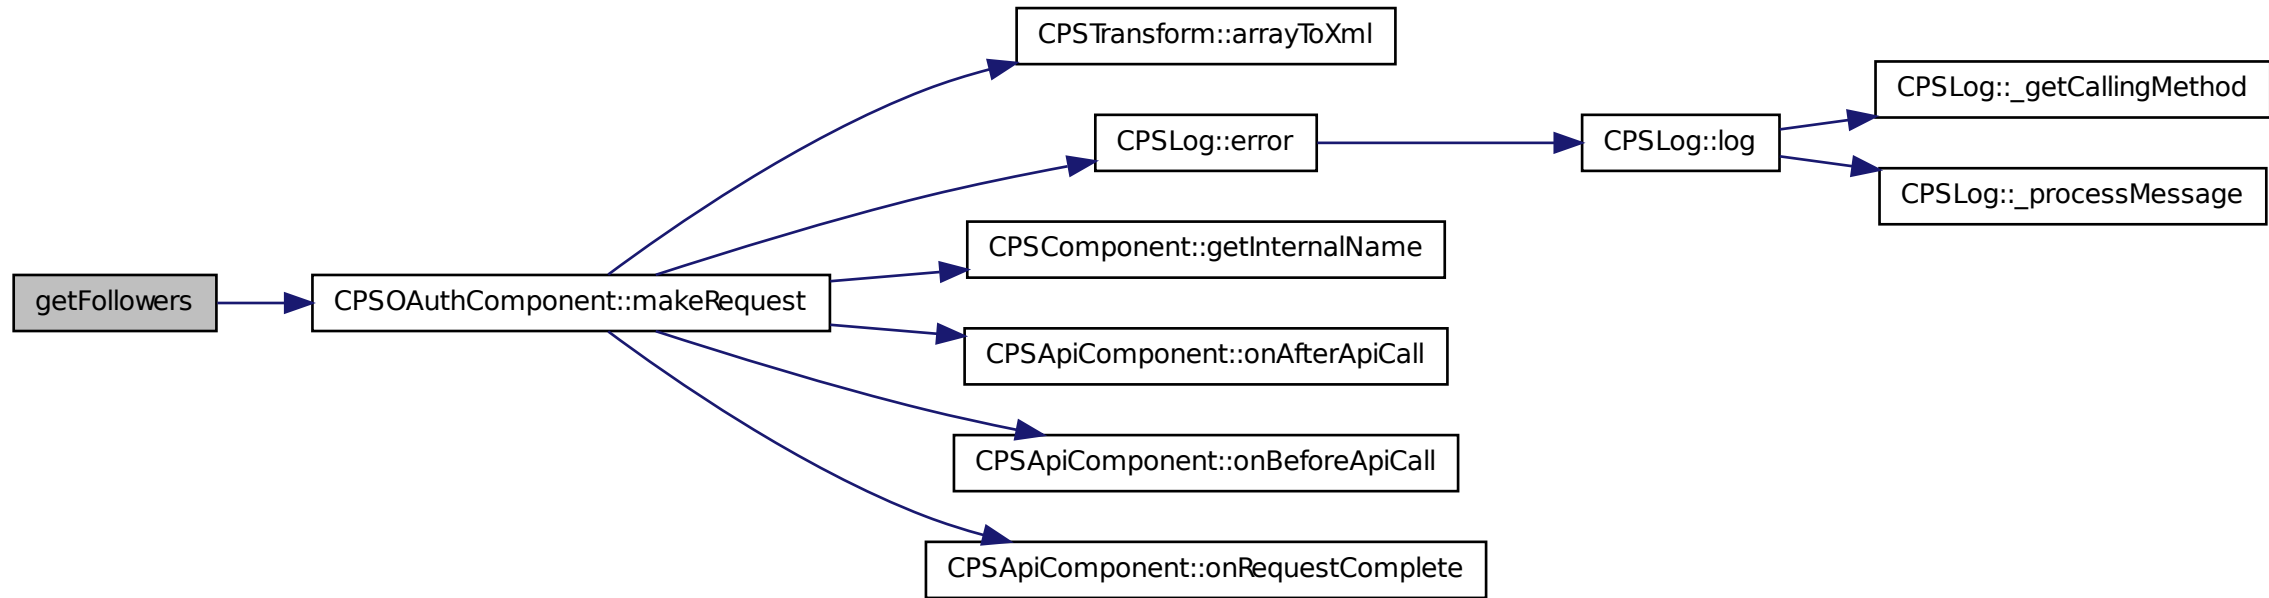 CPSTransform::arrayToXml
CPSLog::_getCallingMethod
CPSLog::error
CPSLog::log
CPSLog::_processMessage
CPSComponent::getInternalName
getFollowers
CPSOAuthComponent::makeRequest
CPSApiComponent::onAfterApiCall
CPSApiComponent::onBeforeApiCall
CPSApiComponent::onRequestComplete